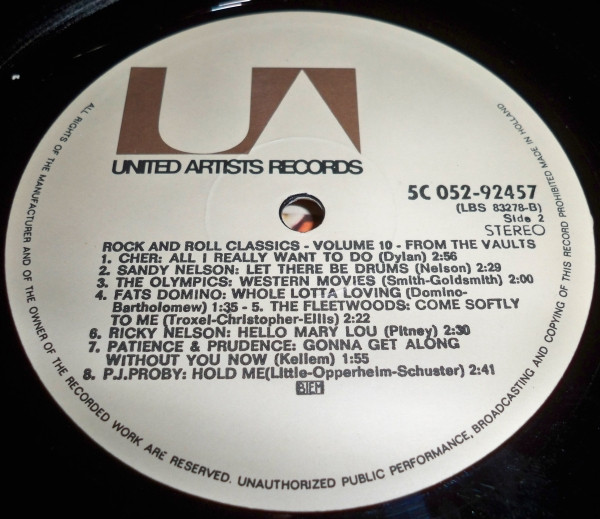 UA
UNITED ARTISTS RECORDS
5C 052-92457
(LBS 83278-B)
Side 2
STEREO
ROCK AND ROLL CLASSICS - VOLUME 10 - FROM THE VAULTS
1. CHER: ALL I REALLY WANT TO DO (Dylan) 2:56
2. SANDY NELSON: LET THERE BE DRUMS (Nelson) 2:29
3. THE OLYMPICS: WESTERN MOVIES (Smith-Goldsmith) 2:00
4. FATS DOMINO: WHOLE LOTTA LOVING (Domino-
Bartholomew) 1:35 - 5. THE FLEETWOODS: COME SOFTLY
TO ME (Troxel-Christopher-Ellis) 2:22
6. RICKY NELSON: HELLO MARY LOU (Pitney) 2:30
7. PATIENCE & PRUDENCE: GONNA GET ALONG
WITHOUT YOU NOW (Kellem) 1:55
8. P.J.PROBY: HOLD ME(Little-Oppenheim-Schuster) 2:41
BIEM
ALL RIGHTS OF THE MANUFACTURER AND OF THE OWNER OF THE RECORDED WORK ARE RESERVED. UNAUTHORIZED PUBLIC PERFORMANCE, BROADCASTING AND COPYING OF THIS RECORD PROHIBITED MADE IN HOLLAND